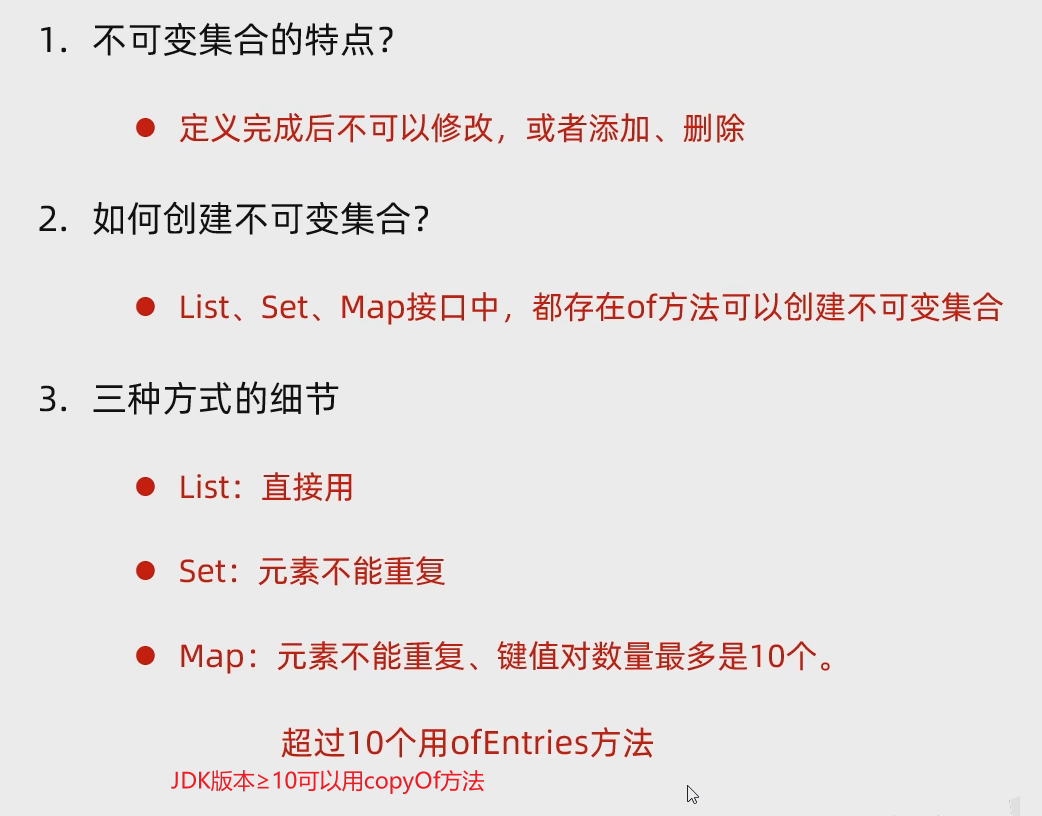 1. 不可变集合的特点?
● 定义完成后不可以修改，或者添加、删除
2. 如何创建不可变集合?
● List、Set、Map接口中，都存在of方法可以创建不可变集合
3. 三种方式的细节
● List：直接用
● Set：元素不能重复
● Map：元素不能重复、键值对数量最多是10个。
超过10个用ofEntries方法
JDK版本≥10可以用copyOf方法